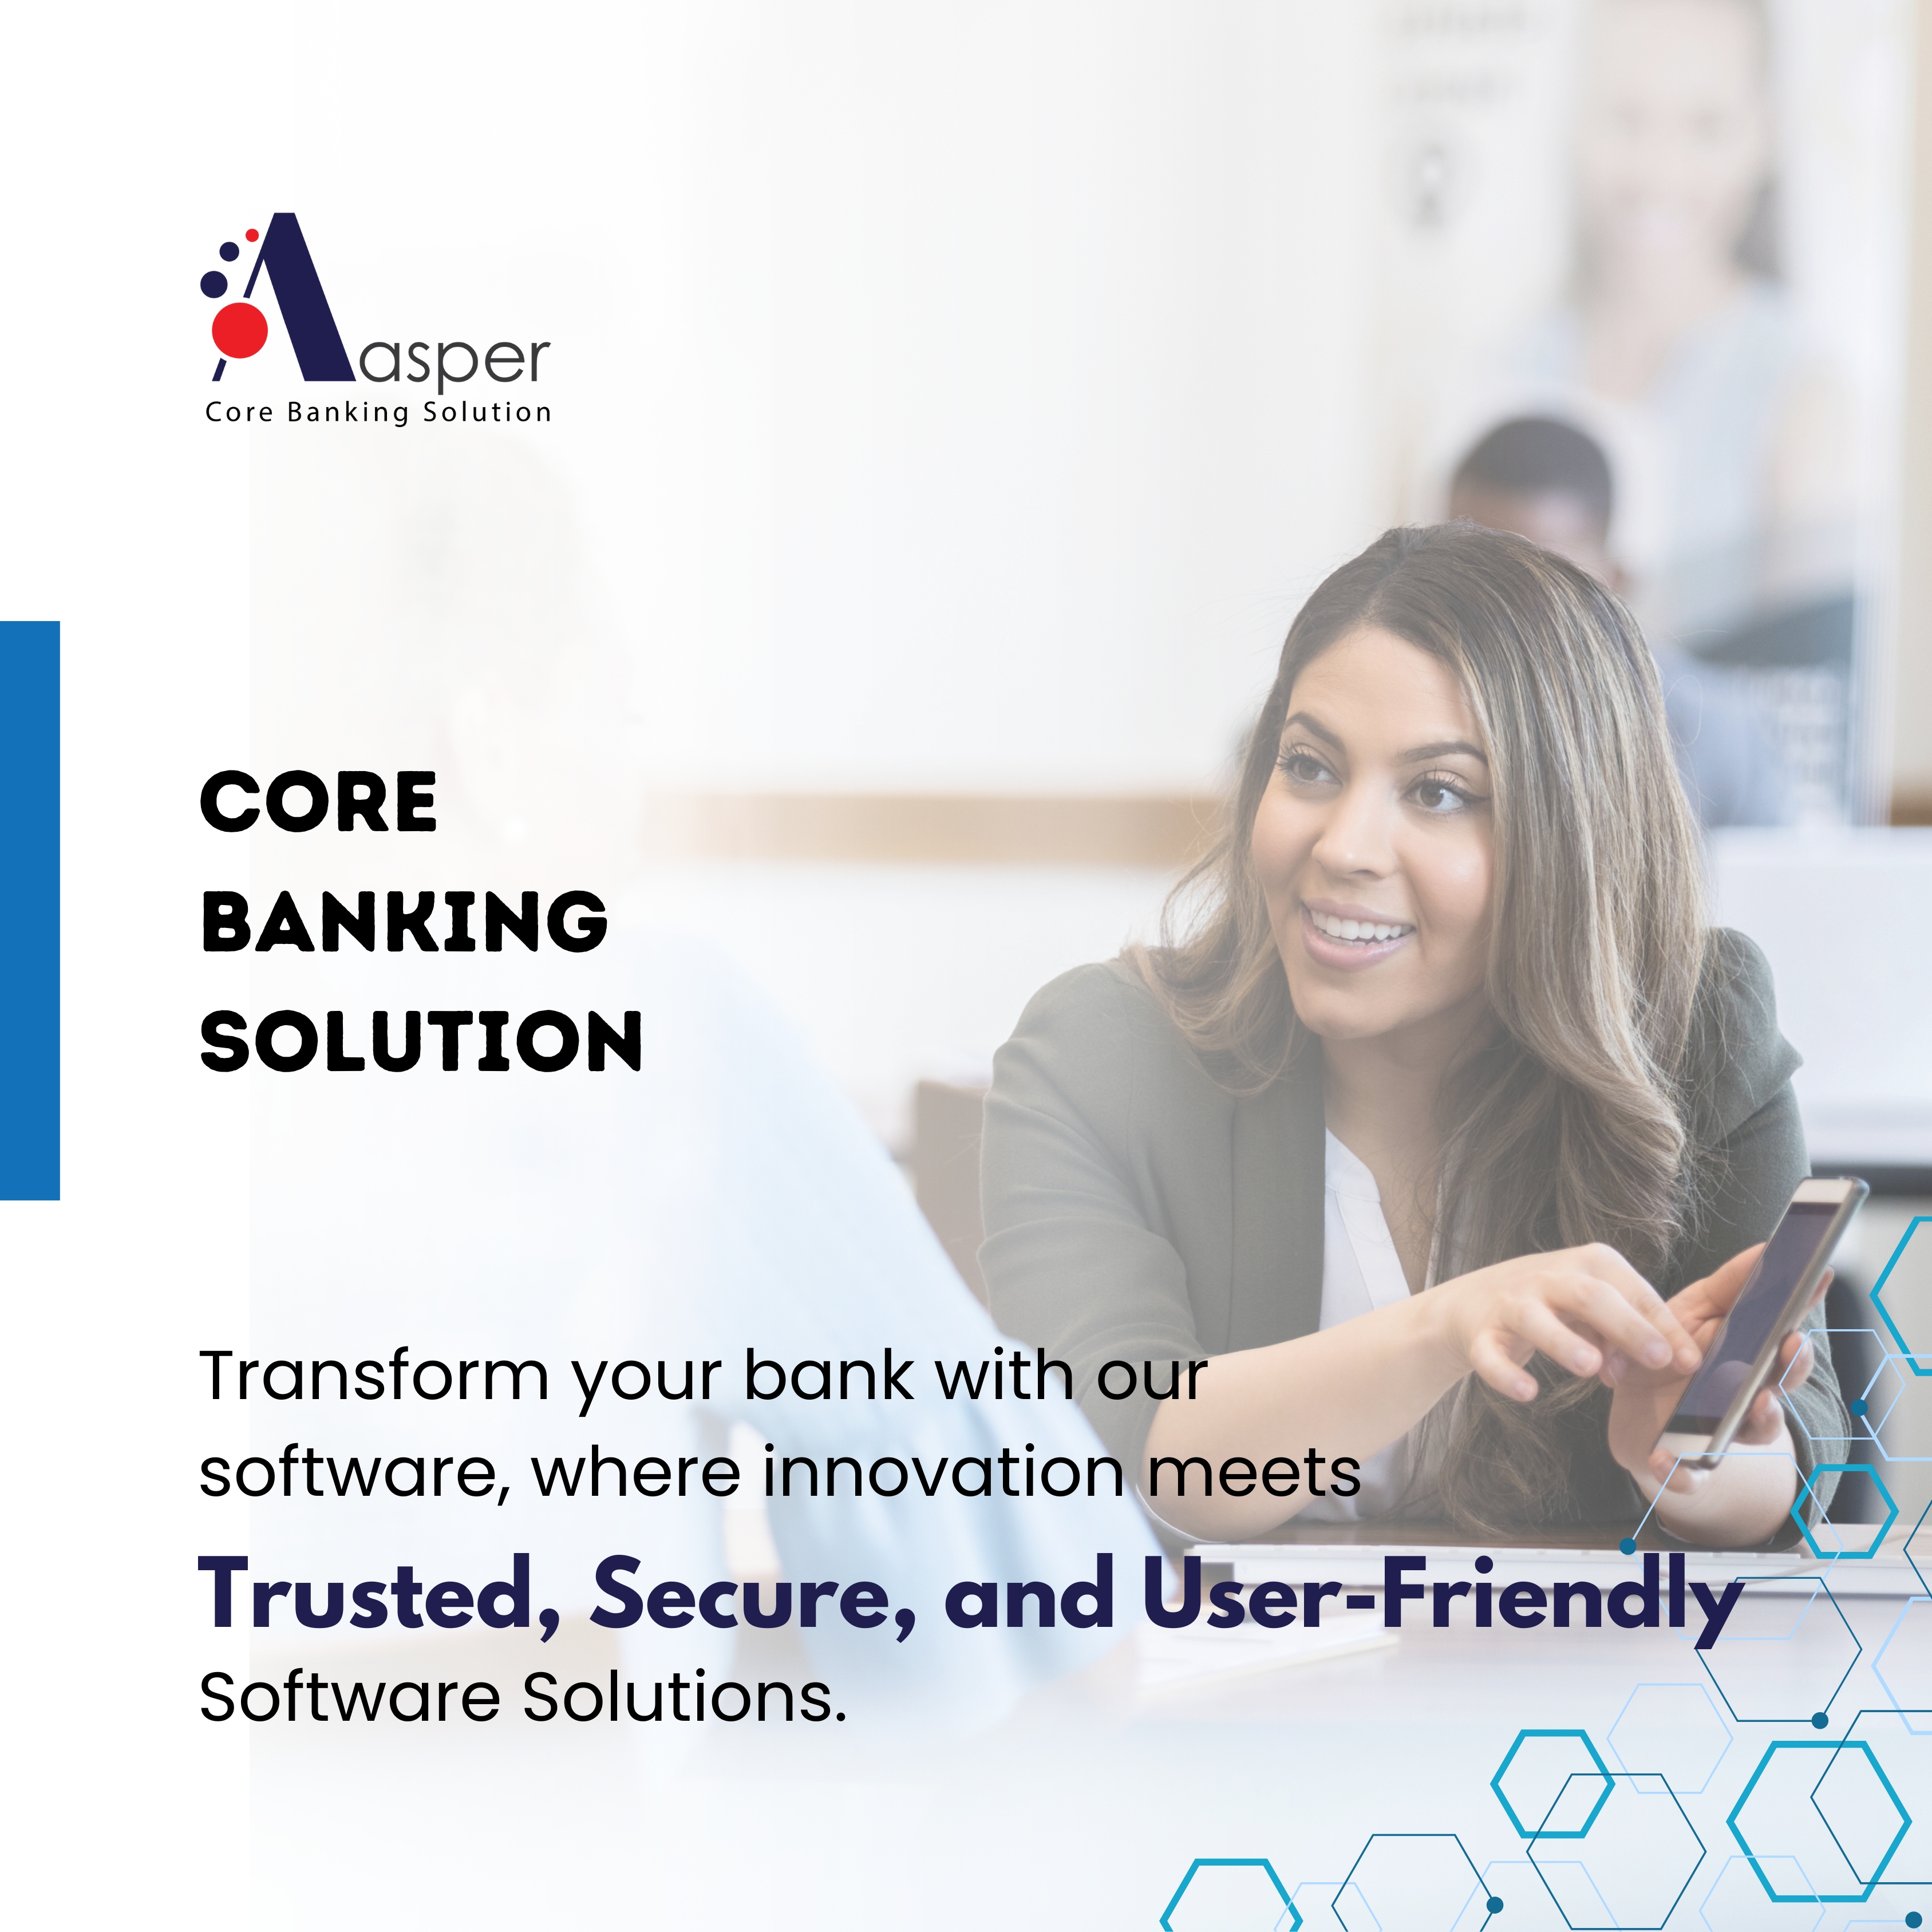 Aasper
Core Banking Solution
CORE
BANKING
SOLUTION
Transform your bank with our
software, where innovation meets
Trusted, Secure, and User-Friendly
Software Solutions.